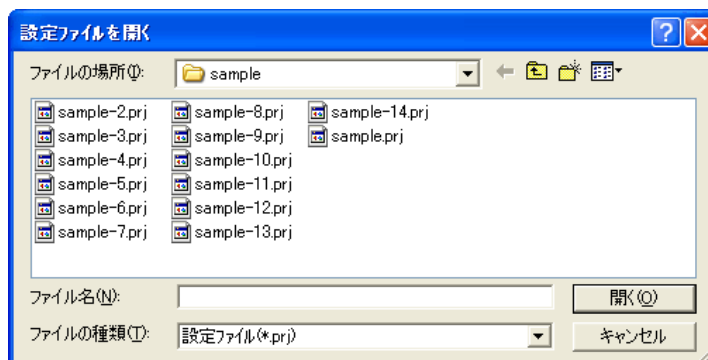 設定ファイルを開く
ファイルの場所(I): sample
sample-2.prj sample-8.prj sample-14.prj
sample-3.prj sample-9.prj sample.prj
sample-4.prj sample-10.prj
sample-5.prj sample-11.prj
sample-6.prj sample-12.prj
sample-7.prj sample-13.prj
ファイル名(N): 開く(O)
ファイルの種類(T): 設定ファイル(*.prj) キャンセル